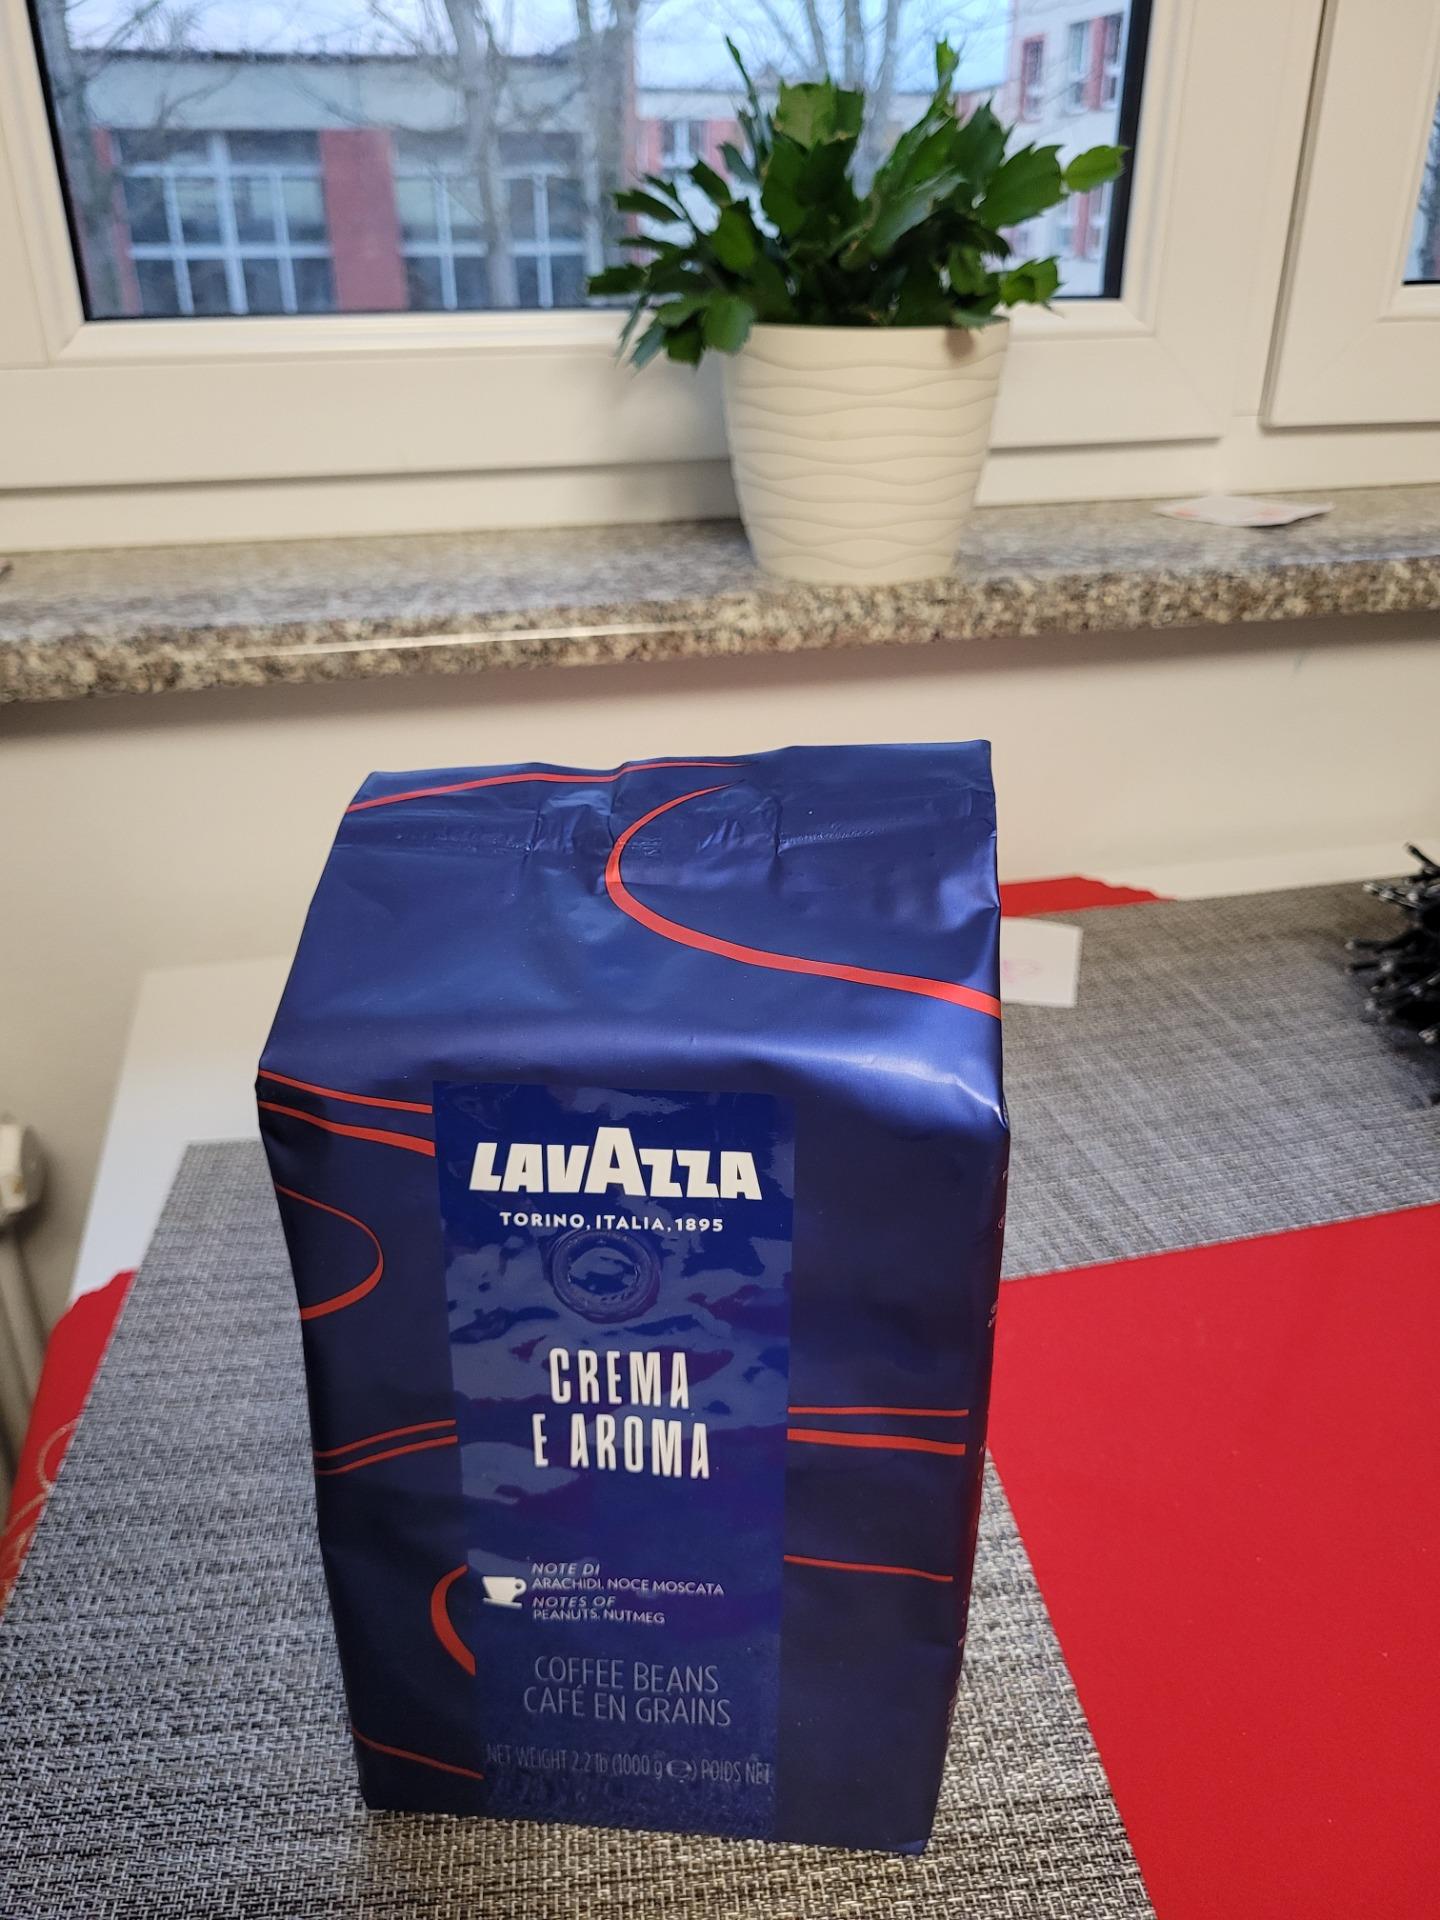 LAVAZZA
TORINO, ITALIA, 1895
CREMA
E AROMA
NOTE DI
ARACHIDI, NOCE MOSCATA
NOTES OF
PEANUTS, NUTMEG
COFFEE BEANS
CAFÉ EN GRAINS
NET WEIGHT 2.2 lb (1000 g ℮) POIDS NET